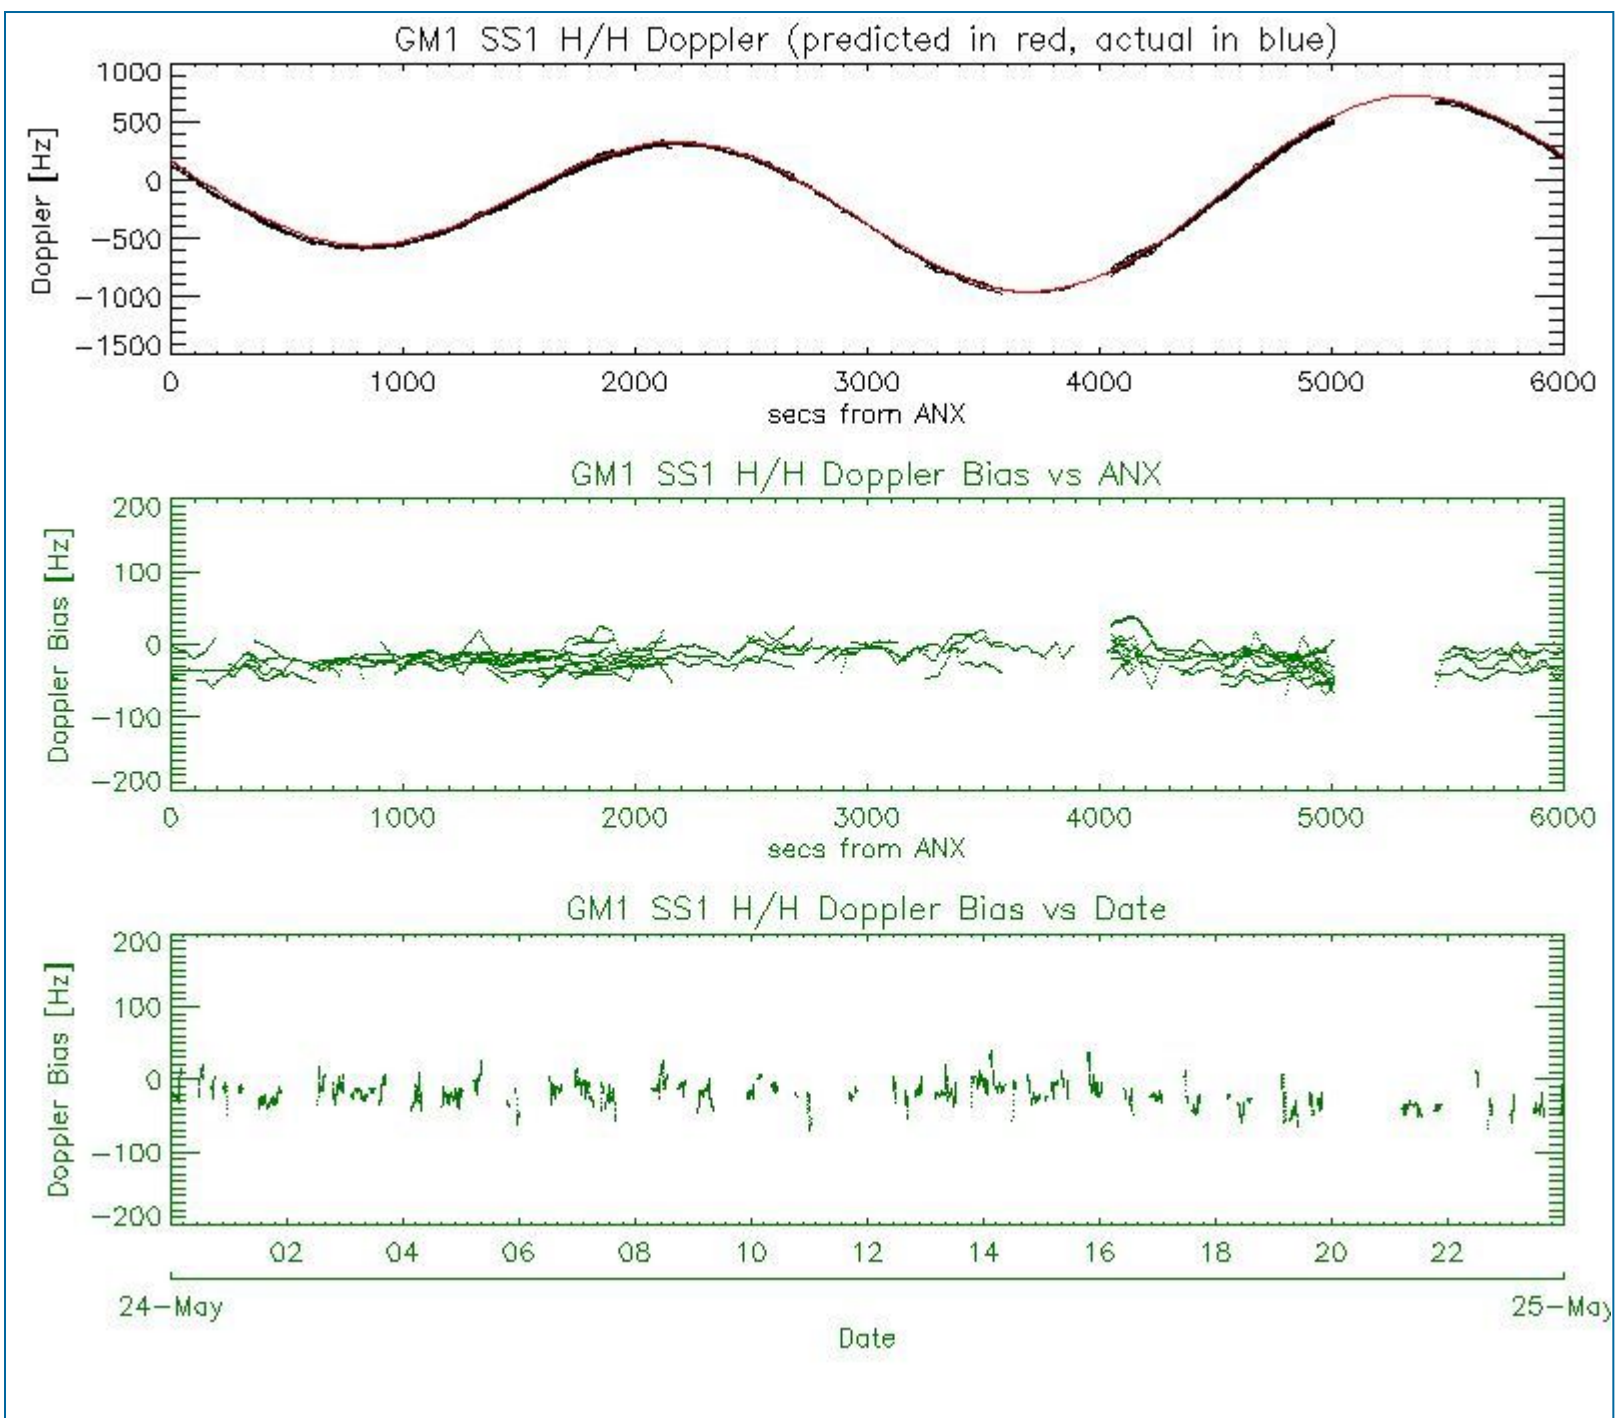 GM1 SS1 H/H Doppler (predicted in red, actual in blue)
1000
500
0
−500
−1000
−1500
Doppler [Hz]
0 1000 2000 3000 4000 5000 6000
secs from ANX
GM1 SS1 H/H Doppler Bias vs ANX
200
100
0
−100
−200
Doppler Bias [Hz]
0 1000 2000 3000 4000 5000 6000
secs from ANX
GM1 SS1 H/H Doppler Bias vs Date
200
100
0
−100
−200
Doppler Bias [Hz]
02 04 06 08 10 12 14 16 18 20 22
24−May 25−May
Date